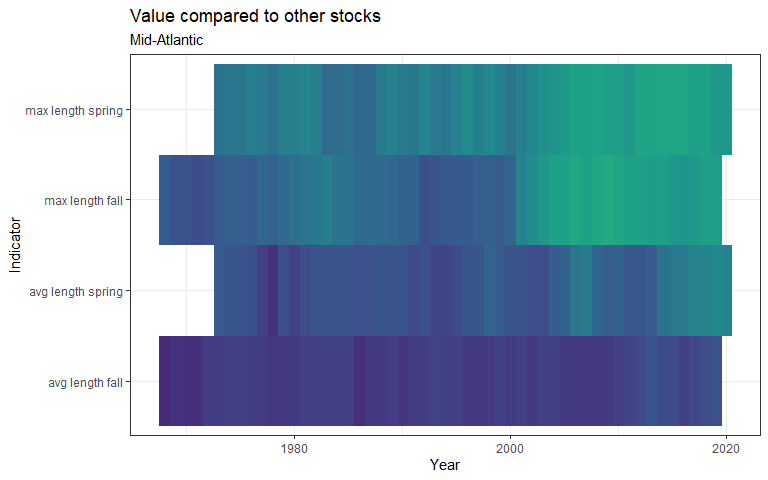 Value compared to other stocks
Mid-Atlantic
max length spring
max length fall
avg length spring
avg length fall
Indicator
1980
2000
2020
Year